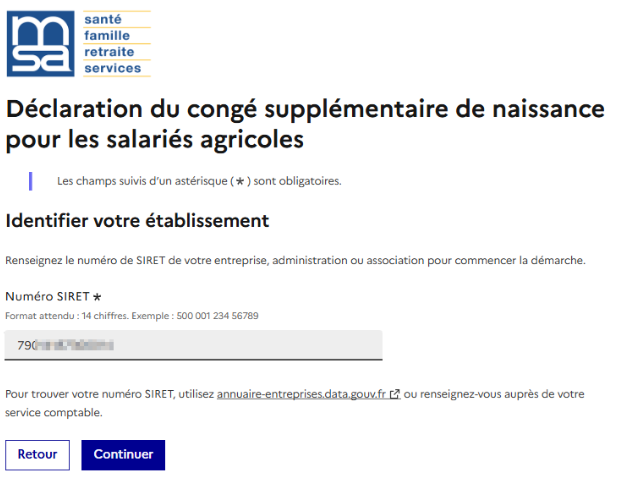 msa
santé
famille
retraite
services
Déclaration du congé supplémentaire de naissance
pour les salariés agricoles
Les champs suivis d'un astérisque (*) sont obligatoires.
Identifier votre établissement
Renseignez le numéro de SIRET de votre entreprise, administration ou association pour commencer la démarche.
Numéro SIRET *
Format attendu : 14 chiffres. Exemple : 500 001 234 56789
790
Pour trouver votre numéro SIRET, utilisez annuaire-entreprises.data.gouv.fr ou renseignez-vous auprès de votre
service comptable.
Retour Continuer